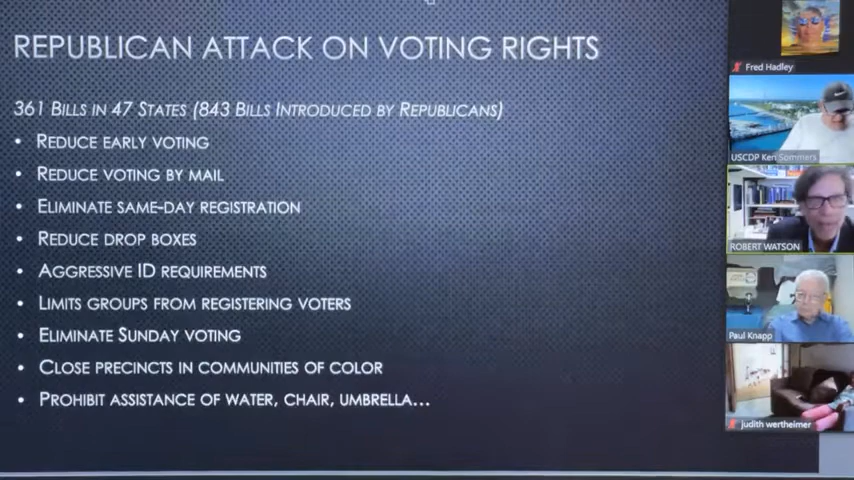 REPUBLICAN ATTACK ON VOTING RIGHTS
361 BILLS IN 47 STATES (843 BILLS INTRODUCED BY REPUBLICANS)
• REDUCE EARLY VOTING
• REDUCE VOTING BY MAIL
• ELIMINATE SAME-DAY REGISTRATION
• REDUCE DROP BOXES
• AGGRESSIVE ID REQUIREMENTS
• LIMITS GROUPS FROM REGISTERING VOTERS
• ELIMINATE SUNDAY VOTING
• CLOSE PRECINCTS IN COMMUNITIES OF COLOR
• PROHIBIT ASSISTANCE OF WATER, CHAIR, UMBRELLA...
Fred Hadley
USCDP Ken Sommers
ROBERT WATSON
Paul Knapp
judith wertheimer